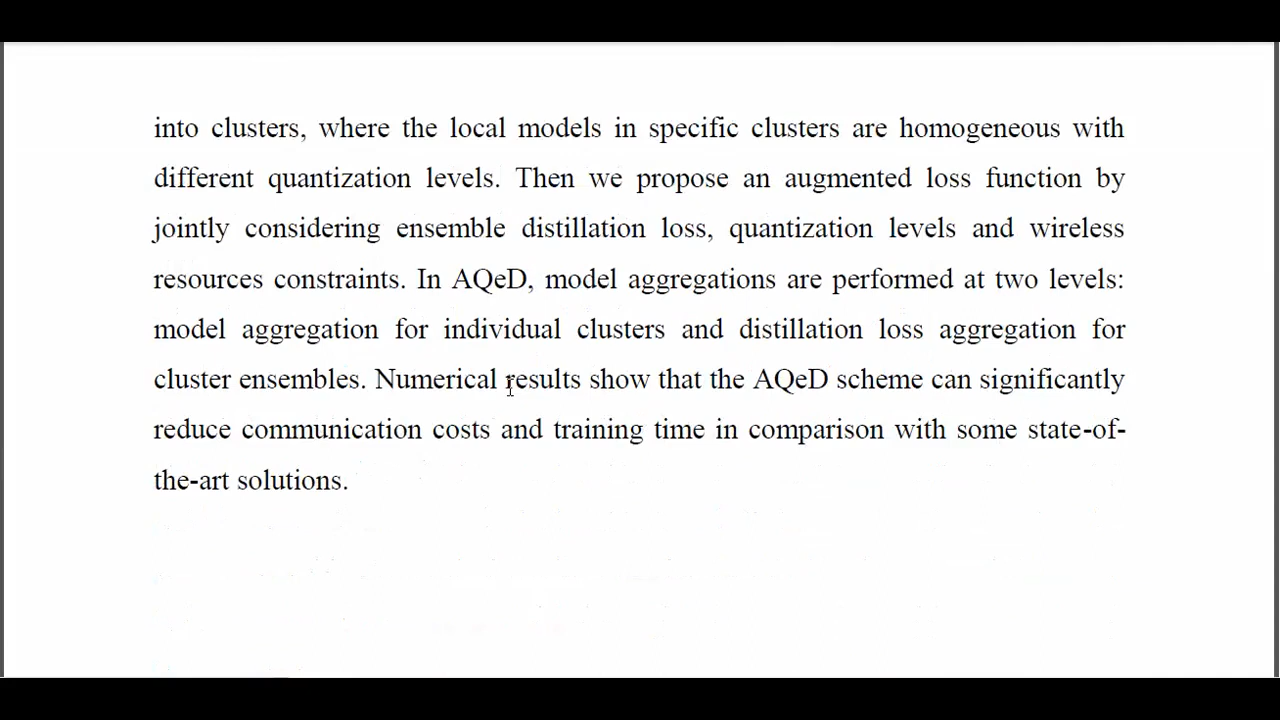 into clusters, where the local models in specific clusters are homogeneous with
different quantization levels. Then we propose an augmented loss function by
jointly considering ensemble distillation loss, quantization levels and wireless
resources constraints. In AQeD, model aggregations are performed at two levels:
model aggregation for individual clusters and distillation loss aggregation for
cluster ensembles. Numerical results show that the AQeD scheme can significantly
reduce communication costs and training time in comparison with some state-of-
the-art solutions.